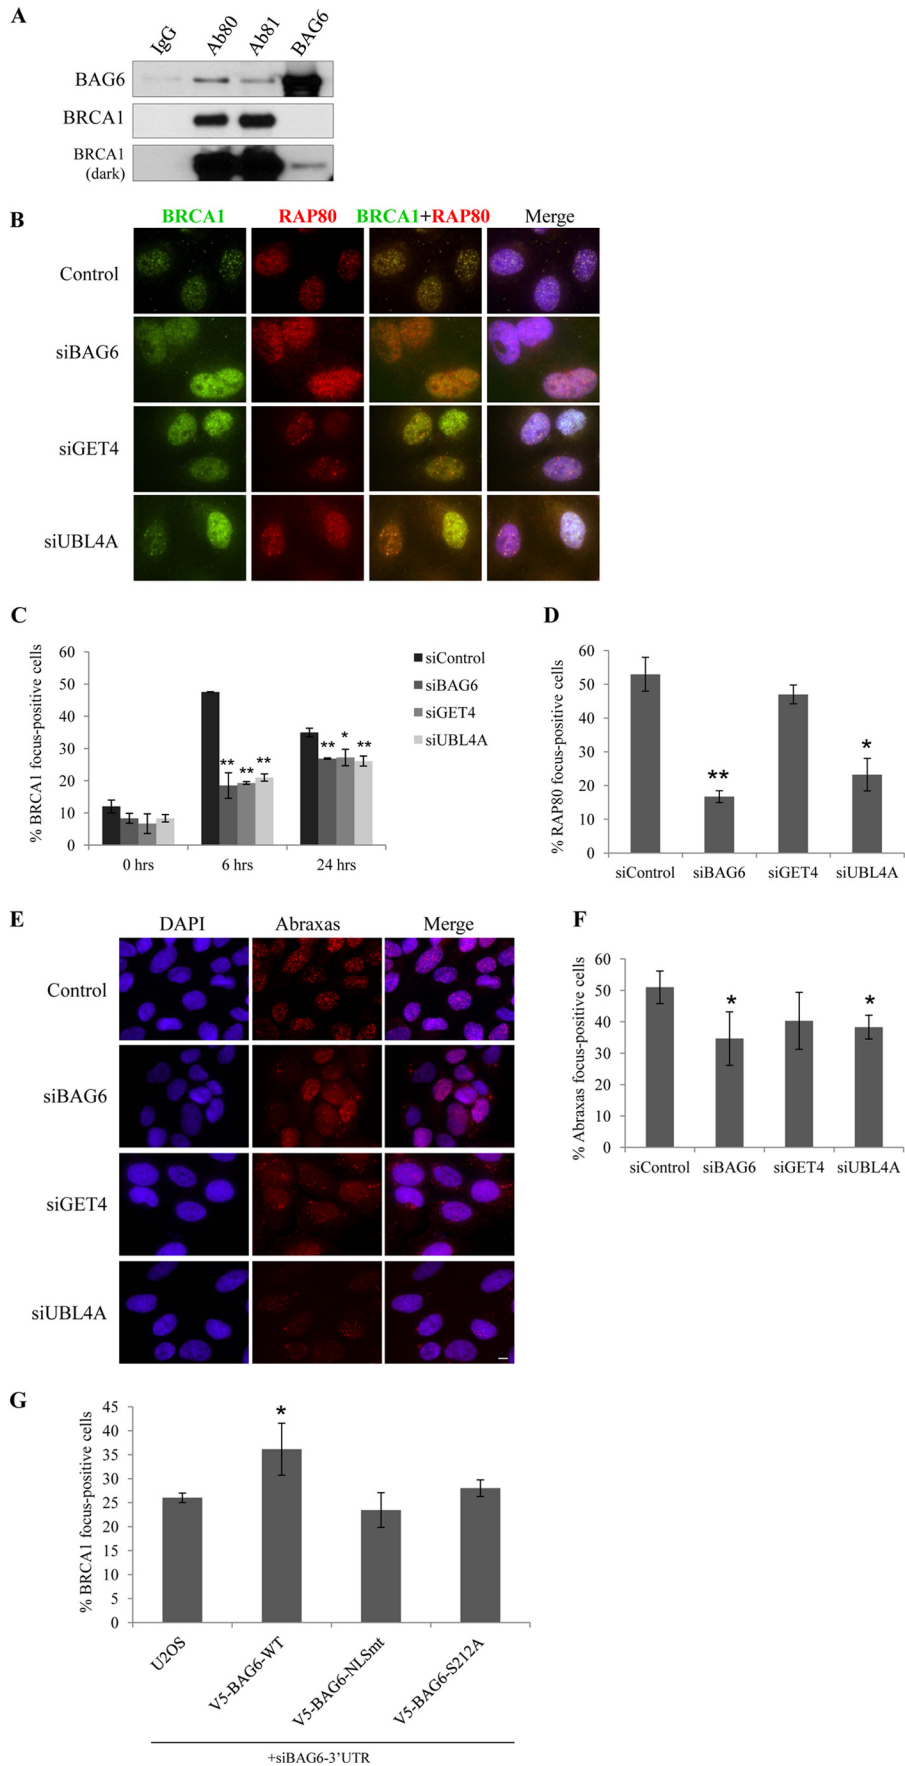 A
IgG Ab80 Ab81 BAG6
BAG6
BRCA1
BRCA1
(dark)
B
BRCA1 RAP80 BRCA1+RAP80 Merge
Control
siBAG6
siGET4
siUBL4A
C
% BRCA1 focus-positive cells
60
50
40
30
20
10
0
** ** **
** * **
0 hrs 6 hrs 24 hrs
siControl
siBAG6
siGET4
siUBL4A
D
% RAP80 focus-positive cells
60
50
40
30
20
10
0
**
*
siControl siBAG6 siGET4 siUBL4A
E
DAPI Abraxas Merge
Control
siBAG6
siGET4
siUBL4A
F
% Abraxas focus-positive cells
60
50
40
30
20
10
0
* *
siControl siBAG6 siGET4 siUBL4A
G
% BRCA1 focus-positive cells
45
40
35
30
25
20
15
10
5
0
*
U2OS V5-BAG6-WT V5-BAG6-NLSmt V5-BAG6-S212A
+siBAG6-3'UTR